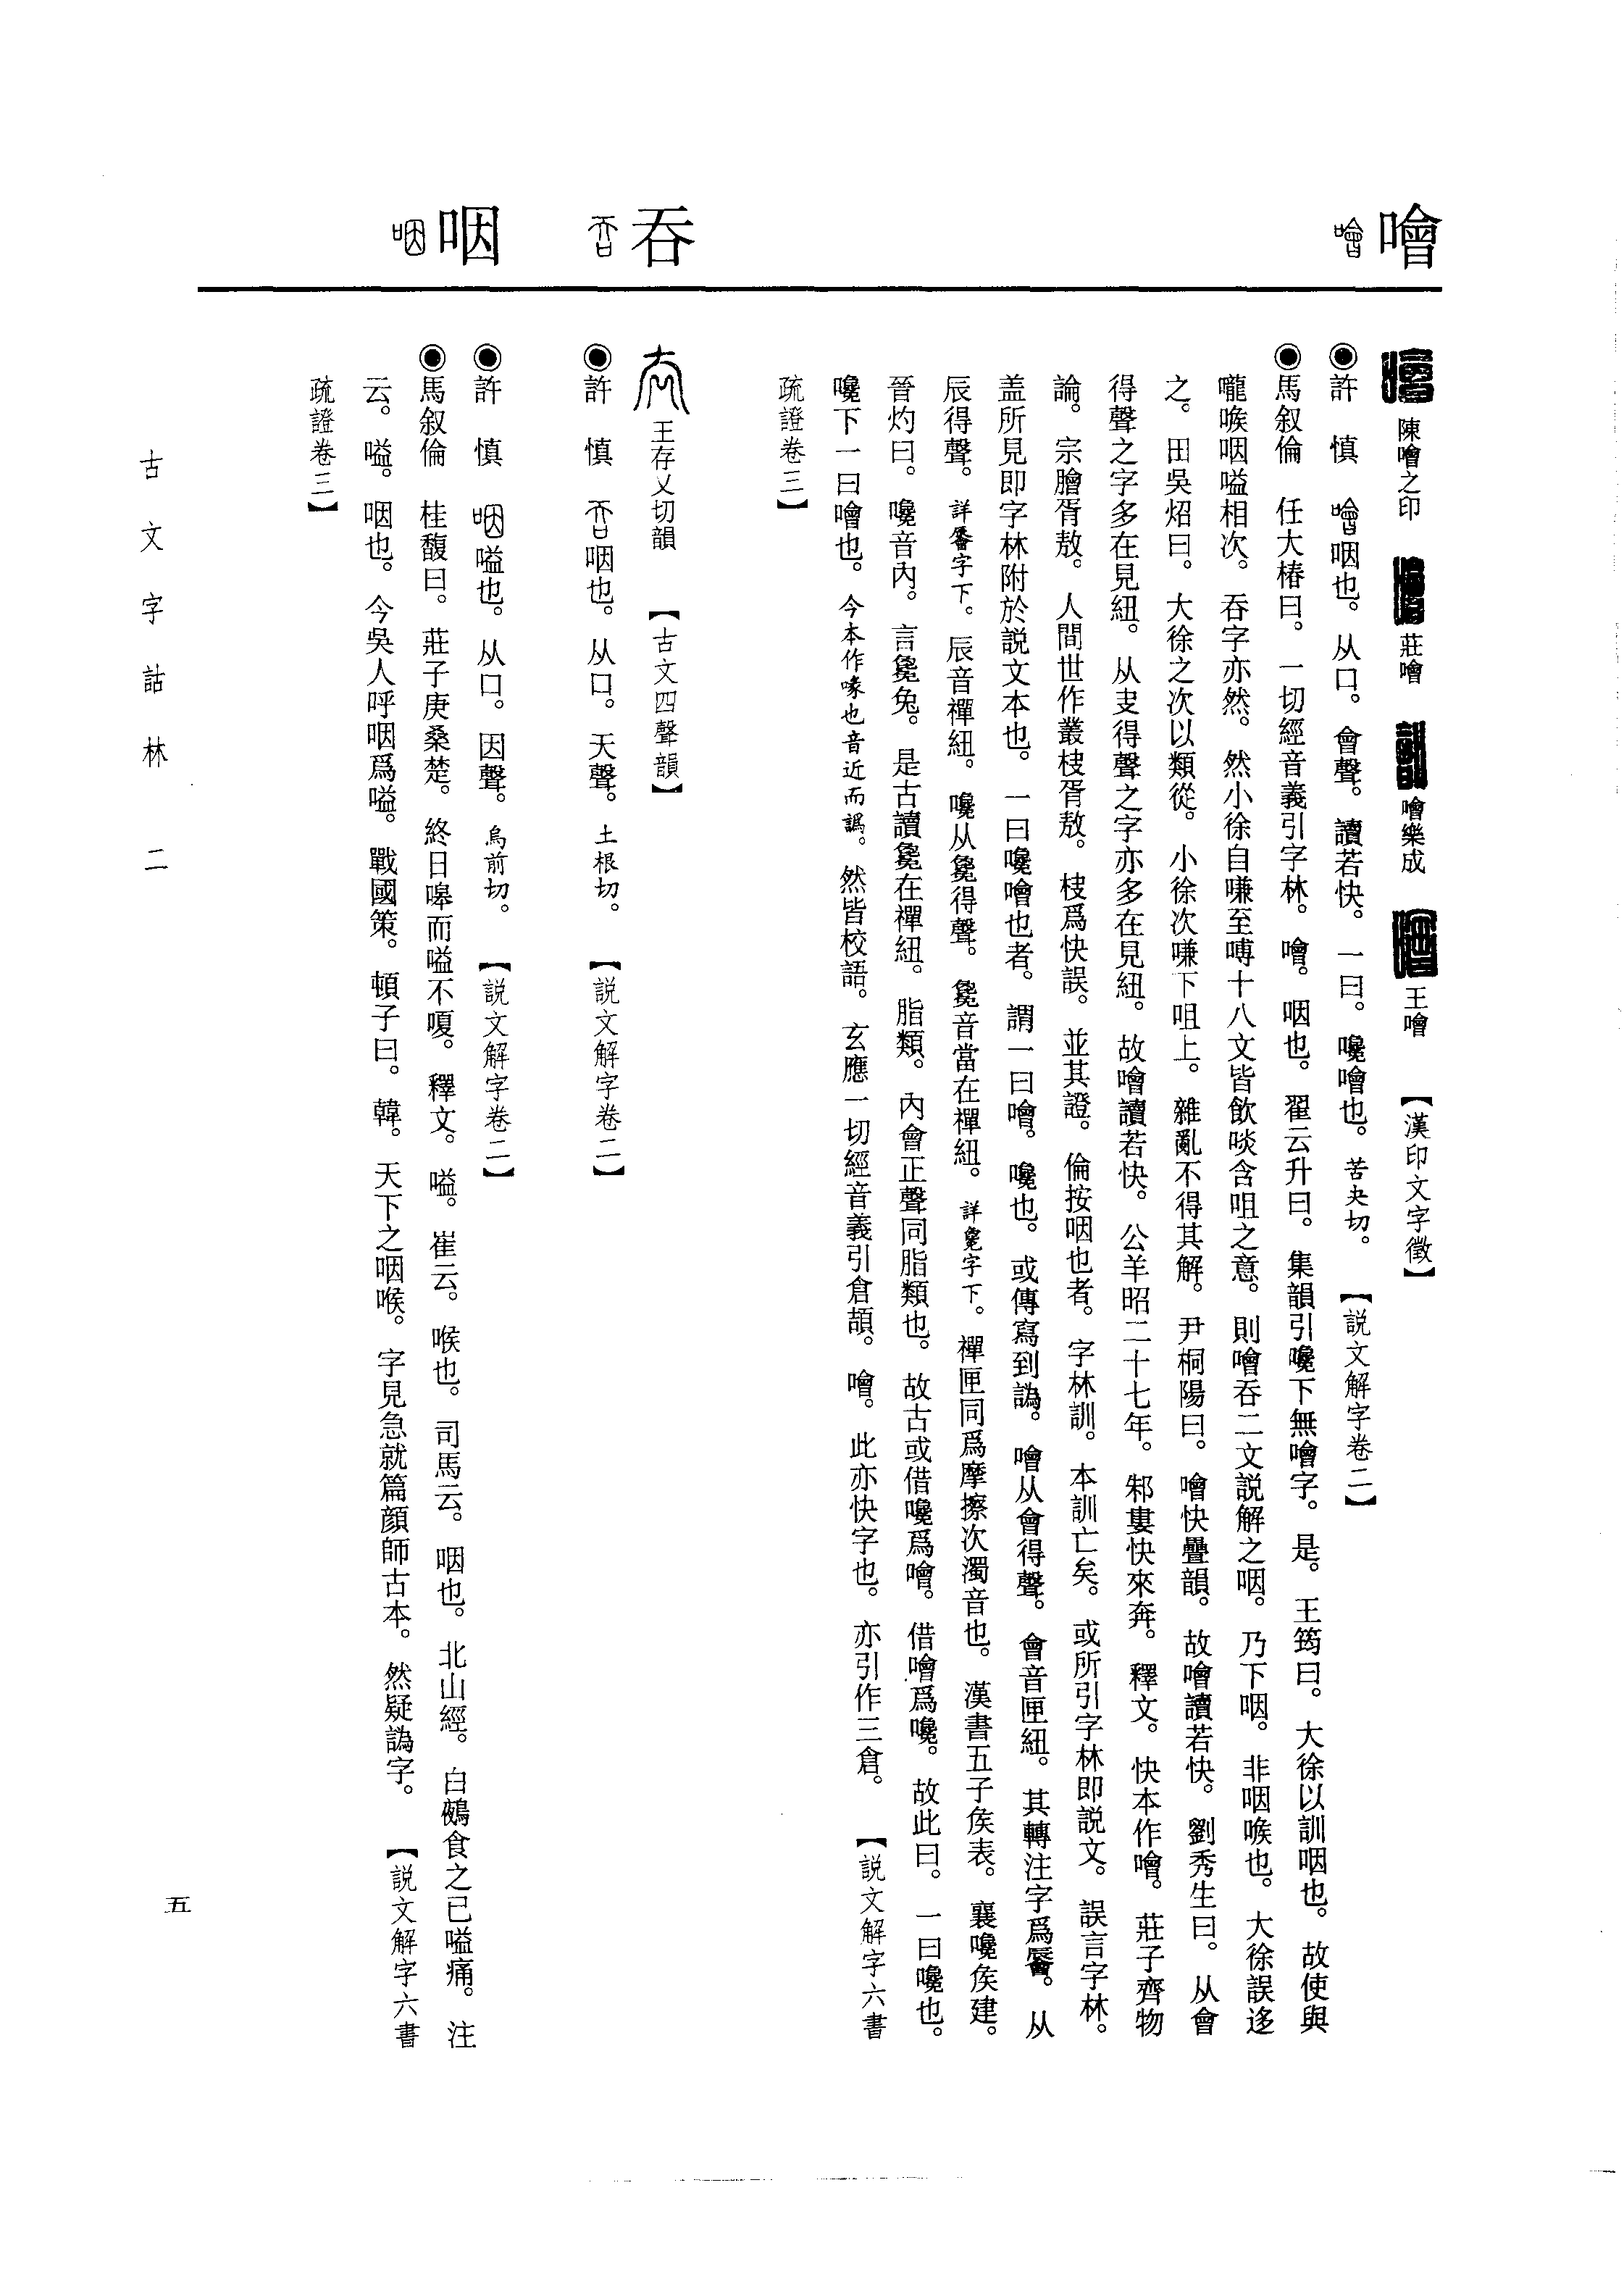 噲
吞
咽
陳噲之印 莊噲 噲樂成 王噲 【漢印文字徵】
◉許 慎 咽也。从口。會聲。讀若快。一曰。嚵噲也。苦夬切。 【説文解字卷二】
◉馬叙倫 任大椿曰。一切經音義引字林。噲。咽也。翟云升曰。集韻引嚵下無噲字。是。王筠曰。大徐以訓咽也。故使與
嚨喉咽嗌相次。吞字亦然。然小徐自嗛至嚩十八文皆飲啖含咀之意。則噲吞二文説解之咽。乃下咽。非咽喉也。大徐誤迻
之。田吳炤曰。大徐之次以類從。小徐次嗛下咀上。雜亂不得其解。尹桐陽曰。噲快疊韻。故噲讀若快。劉秀生曰。从會
得聲之字多在見紐。从叏得聲之字亦多在見紐。故噲讀若快。公羊昭二十七年。邾婁快來奔。釋文。快本作噲。莊子齊物
論。宗膾胥敖。人間世作叢枝胥敖。枝爲快誤。並其證。倫按咽也者。字林訓。本訓亡矣。或所引字林即説文。誤言字林。
盖所見即字林附於説文本也。一曰嚵噲也者。謂一曰噲。嚵也。或傳寫到譌。噲从會得聲。會音匣紐。其轉注字爲。从
辰得聲。詳字下。辰音禪紐。嚵从毚得聲。毚音當在禪紐。詳毚字下。禪匣同爲摩擦次濁音也。漢書五子矦表。襄嚵矦建。
晉灼曰。嚵音內。言毚兔。是古讀毚在禪紐。脂類。內會正聲同脂類也。故古或借嚵爲噲。借噲爲嚵。故此曰。一曰嚵也。
嚵下一曰噲也。今本作喙也音近而譌。然皆校語。玄應一切經音義引倉頡。噲。此亦快字也。亦引作三倉。 【説文解字六書
疏證卷三】
王存乂切韻 【古文四聲韻】
◉許 慎 咽也。从口。天聲。土根切。 【説文解字卷二】
◉許 慎 嗌也。从口。因聲。烏前切。 【説文解字卷二】
◉馬叙倫 桂馥曰。莊子庚桑楚。終日嗥而嗌不嗄。釋文。嗌。崔云。喉也。司馬云。咽也。北山經。白鵺食之已嗌痛。注
云。嗌。咽也。今吳人呼咽爲嗌。戰國策。頓子曰。韓。天下之咽喉。字見急就篇顔師古本。然疑譌字。 【説文解字六書
疏證卷三】
古文字詁林 二
五